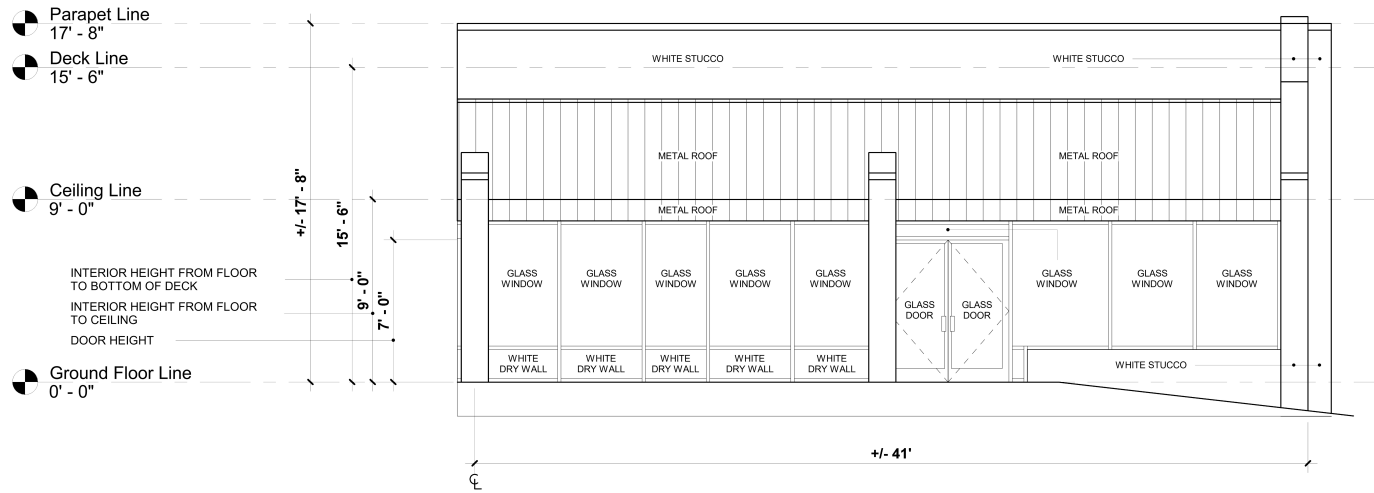 Parapet Line
17' - 8"
Deck Line
15' - 6"
WHITE STUCCO
WHITE STUCCO
METAL ROOF
METAL ROOF
Ceiling Line
9' - 0"
+/- 17' - 8"
15' - 6"
9' - 0"
7' - 0"
METAL ROOF
METAL ROOF
INTERIOR HEIGHT FROM FLOOR
TO BOTTOM OF DECK
INTERIOR HEIGHT FROM FLOOR
TO CEILING
DOOR HEIGHT
GLASS
WINDOW
GLASS
WINDOW
GLASS
WINDOW
GLASS
WINDOW
GLASS
WINDOW
GLASS
DOOR
GLASS
DOOR
GLASS
WINDOW
GLASS
WINDOW
GLASS
WINDOW
WHITE
DRY WALL
WHITE
DRY WALL
WHITE
DRY WALL
WHITE
DRY WALL
WHITE
DRY WALL
WHITE STUCCO
Ground Floor Line
0' - 0"
+/- 41'
℄